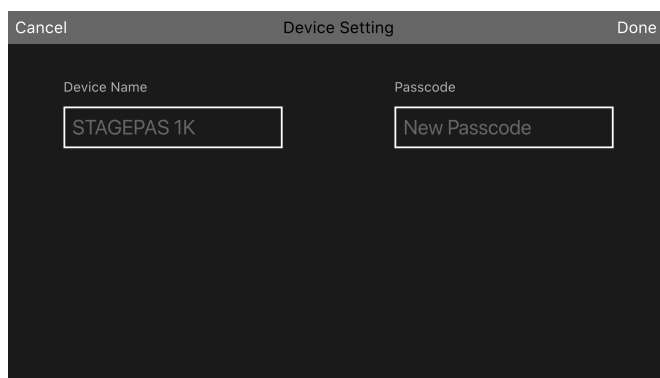 Cancel Device Setting Done
Device Name Passcode
STAGEPAS 1K New Passcode